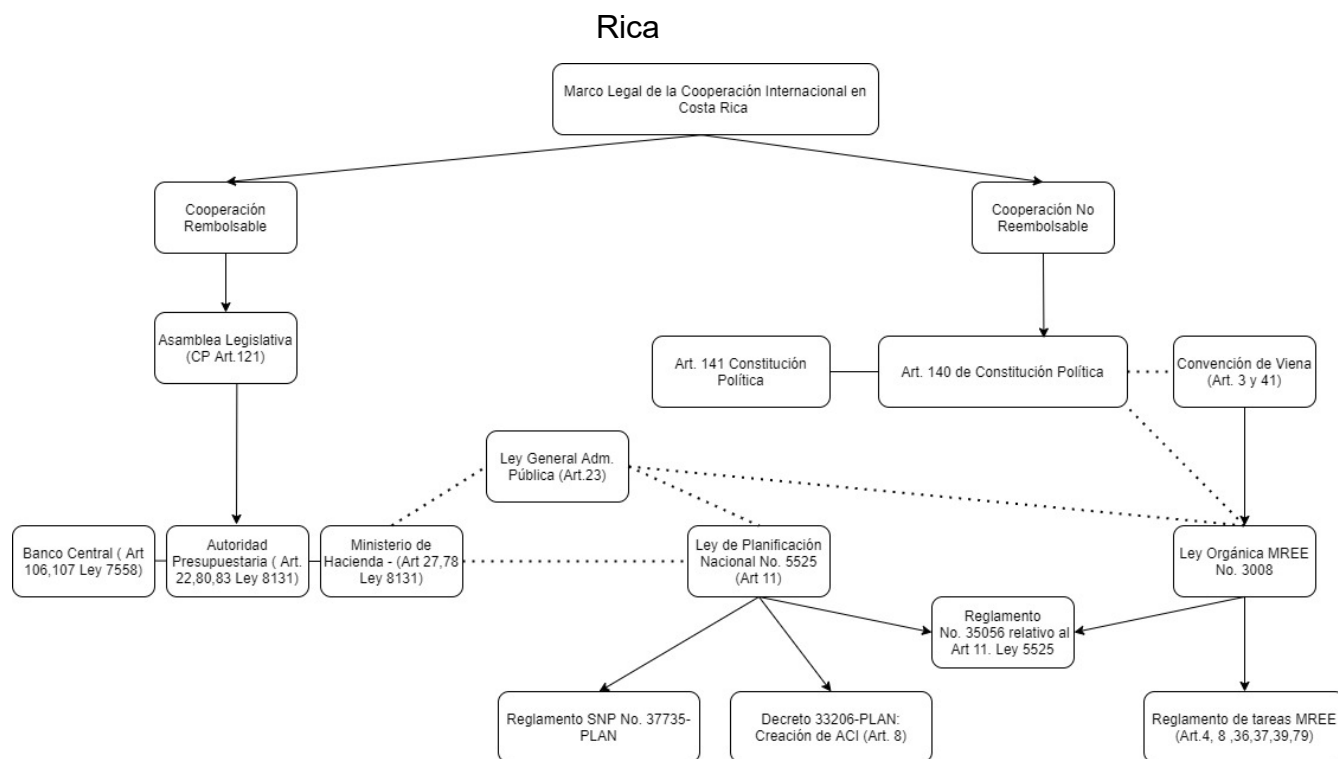 Rica
Marco Legal de la Cooperación Internacional en
Costa Rica
Cooperación
Rembolsable
Cooperación No
Reembolsable
Asamblea Legislativa
(CP Art.121)
Art. 141 Constitución
Política
Art. 140 de Constitución Política
Convención de Viena
(Art. 3 y 41)
Ley General Adm.
Pública (Art.23)
Banco Central ( Art
106,107 Ley 7558)
Autoridad
Presupuestaria ( Art.
22,80,83 Ley 8131)
Ministerio de
Hacienda - (Art 27,78
Ley 8131)
Ley de Planificación
Nacional No. 5525
(Art 11)
Ley Orgánica MREE
No. 3008
Reglamento
No. 35056 relativo al
Art 11. Ley 5525
Reglamento SNP No. 37735-
PLAN
Decreto 33206-PLAN:
Creación de ACI (Art. 8)
Reglamento de tareas MREE
(Art.4, 8 ,36,37,39,79)